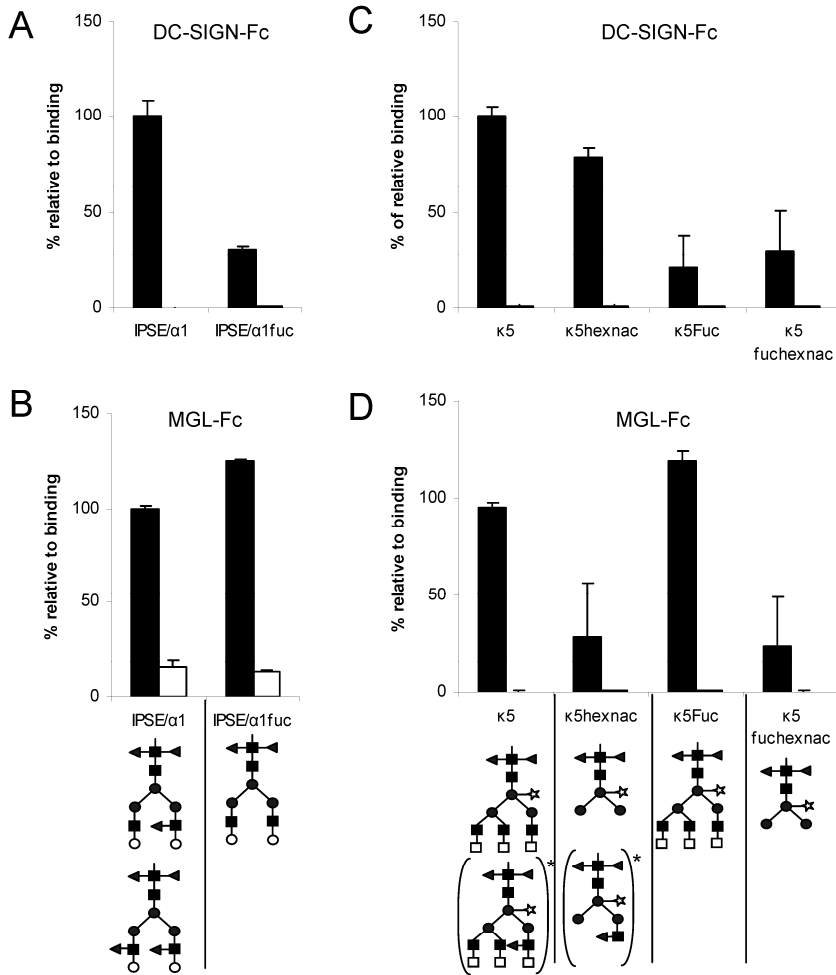 A
DC-SIGN-Fc
% relative to binding
150
100
50
0
IPSE/α1
IPSE/α1fuc
C
DC-SIGN-Fc
% of relative binding
150
100
50
0
κ5
κ5hexnac
κ5Fuc
κ5
fuchexnac
B
MGL-Fc
% relative to binding
150
100
50
0
IPSE/α1
IPSE/α1fuc
D
MGL-Fc
% relative to binding
150
100
50
0
κ5
κ5hexnac
κ5Fuc
κ5
fuchexnac
*
*